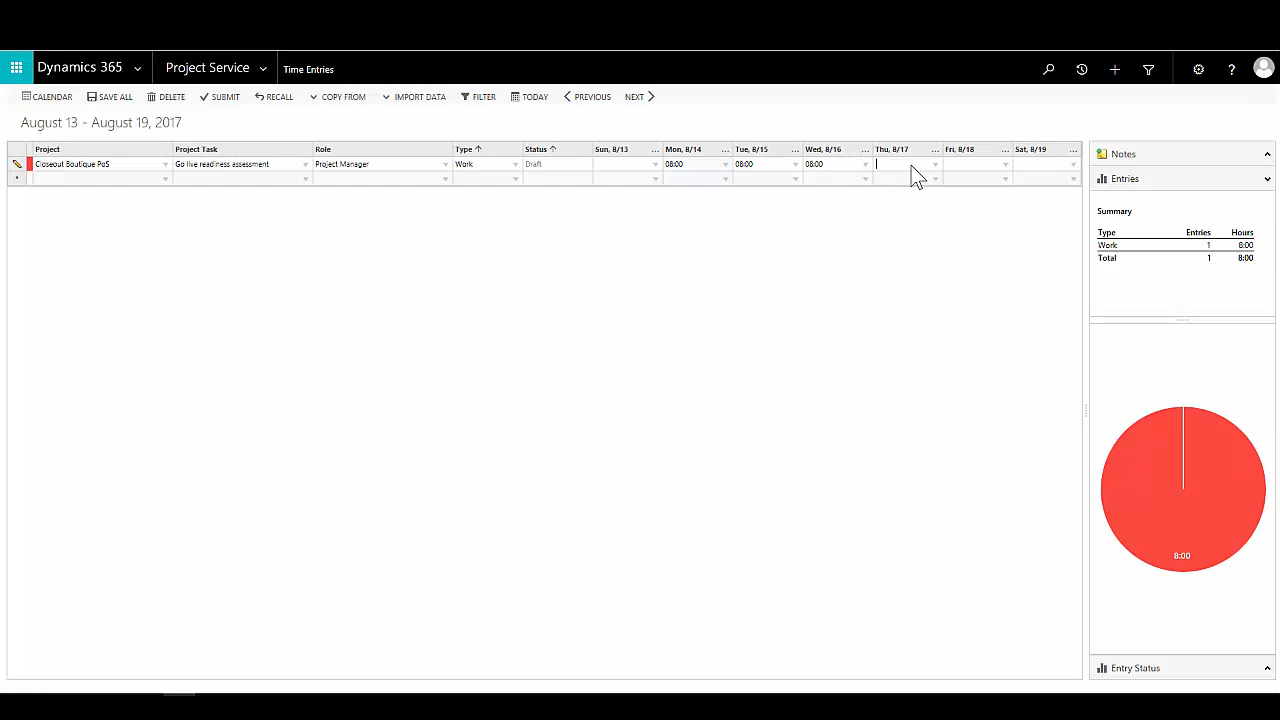 Dynamics 365 Project Service Time Entries
CALENDAR SAVE ALL DELETE SUBMIT RECALL COPY FROM IMPORT DATA FILTER TODAY PREVIOUS NEXT
August 13 - August 19, 2017
Project Project Task Role Type Status Sun, 8/13 ... Mon, 8/14 ... Tue, 8/15 ... Wed, 8/16 ... Thu, 8/17 ... Fri, 8/18 ... Sat, 8/19 ...
Closeout Boutique PoS Go live readiness assessment Project Manager Work Draft 08:00 08:00 08:00
Notes
Entries
Summary
Type Entries Hours
Work 1 8:00
Total 1 8:00
8:00
Entry Status